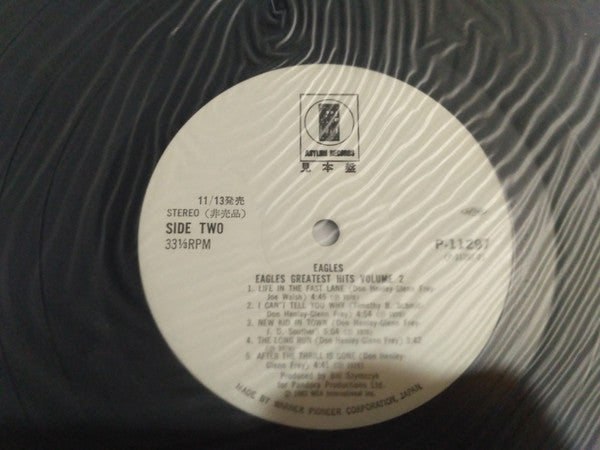 ASYLUM RECORDS
見本盤
11/13発売
STEREO (非売品)
SIDE TWO
33⅓RPM
P-11287
EAGLES
EAGLES GREATEST HITS VOLUME 2
1. LIFE IN THE FAST LANE (Don Henley-Glenn Frey-
Joe Walsh) 4:46
2. I CAN'T TELL YOU WHY (Timothy B. Schmit-
Don Henley-Glenn Frey) 4:54
3. NEW KID IN TOWN (Don Henley-Glenn Frey-
J. D. Souther) 5:04
4. THE LONG RUN (Don Henley-Glenn Frey) 3:42
5. AFTER THE THRILL IS GONE (Don Henley-
Glenn Frey) 4:41
Produced by Bill Szymczyk
for Pandora Productions Ltd.
MADE BY WARNER-PIONEER CORPORATION, JAPAN